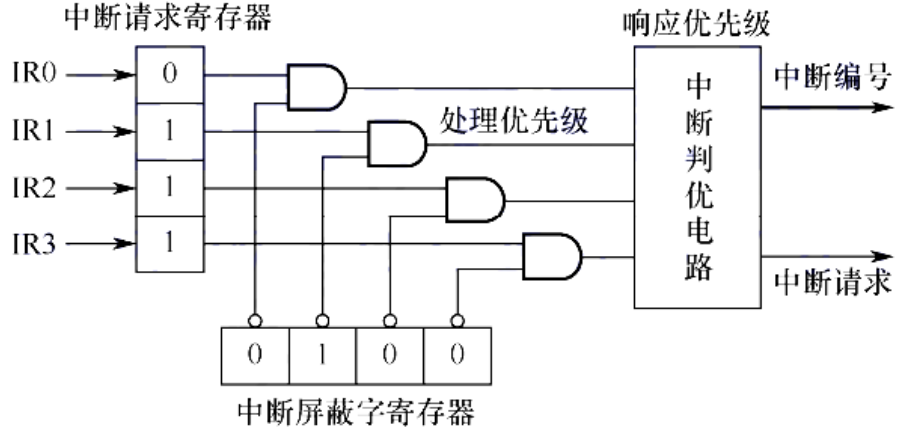 中断请求寄存器
响应优先级
IR0
0
IR1
1
IR2
1
IR3
1
处理优先级
中断判优电路
中断编号
中断请求
0 1 0 0
中断屏蔽字寄存器